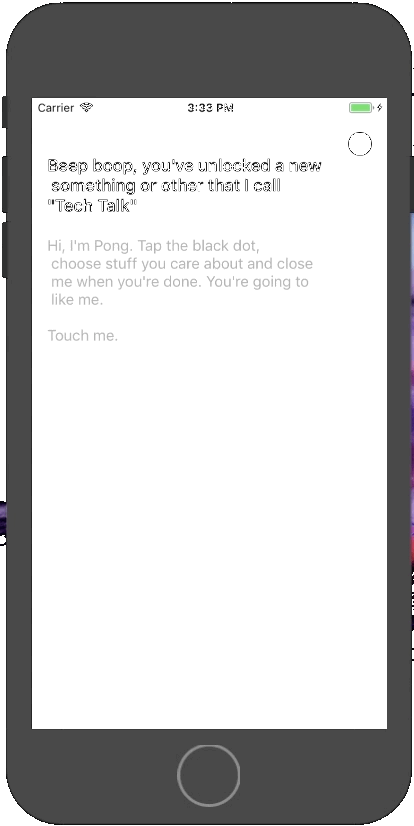 Carrier 3:33 PM
Beep boop, you've unlocked a new
something or other that I call
"Tech Talk"
Hi, I'm Pong. Tap the black dot,
choose stuff you care about and close
me when you're done. You're going to
like me.
Touch me.